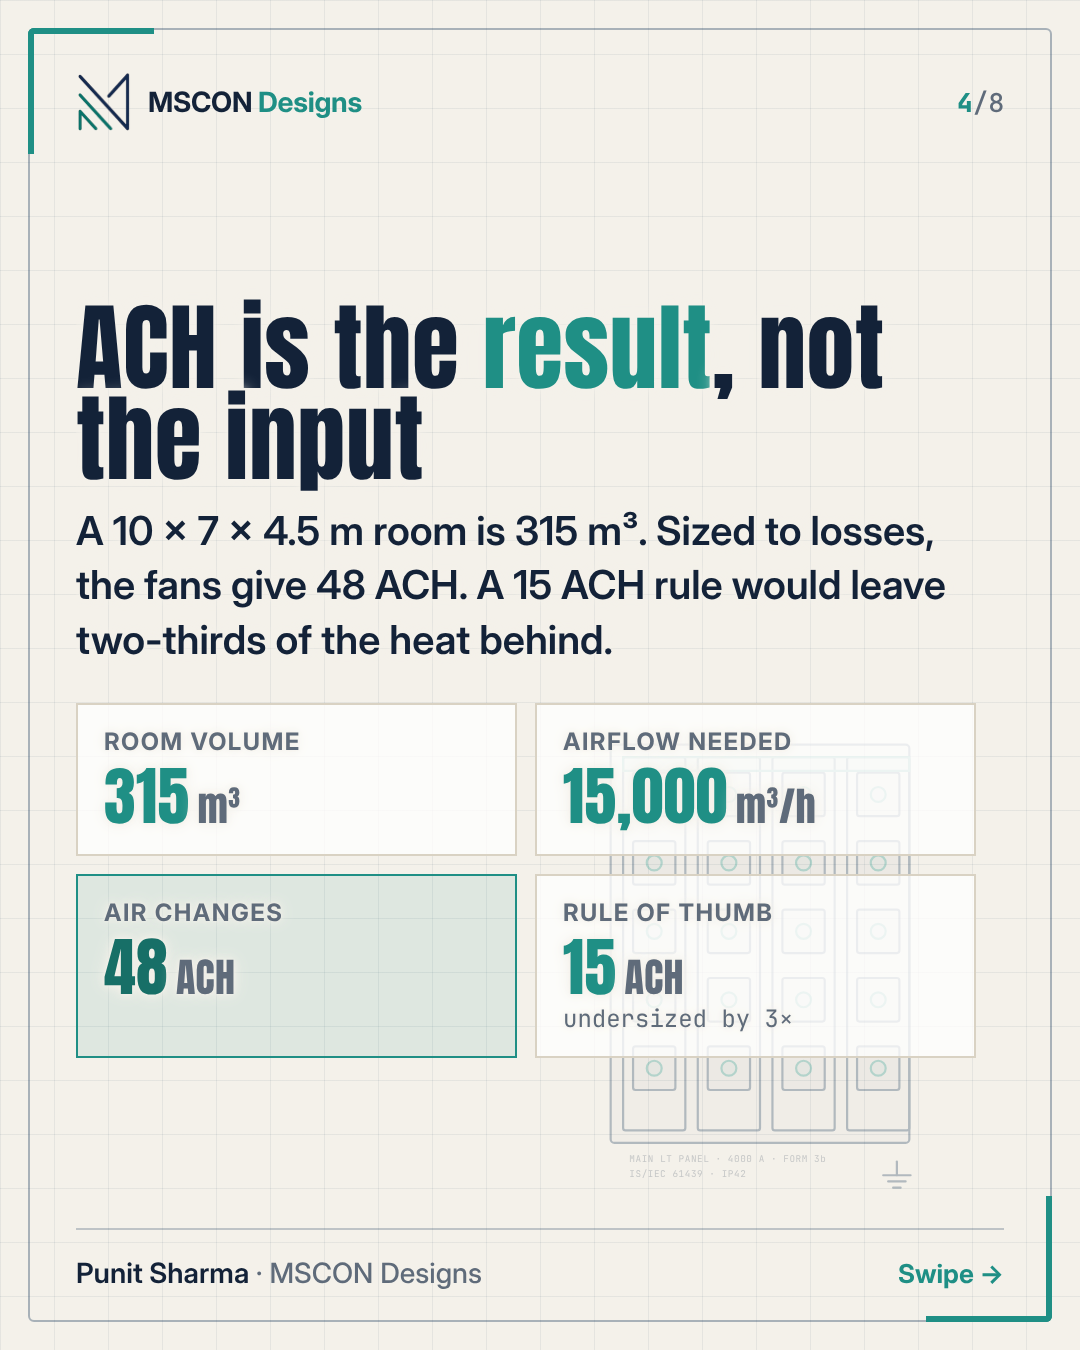 MSCON Designs
4/8
ACH is the result, not
the input
A 10 × 7 × 4.5 m room is 315 m³. Sized to losses,
the fans give 48 ACH. A 15 ACH rule would leave
two-thirds of the heat behind.
ROOM VOLUME
315 m³
AIRFLOW NEEDED
15,000 m³/h
AIR CHANGES
48 ACH
RULE OF THUMB
15 ACH
undersized by 3×
MAIN LT PANEL · 4000 A · FORM 3b
IS/IEC 61439 · IP42
Punit Sharma · MSCON Designs
Swipe →